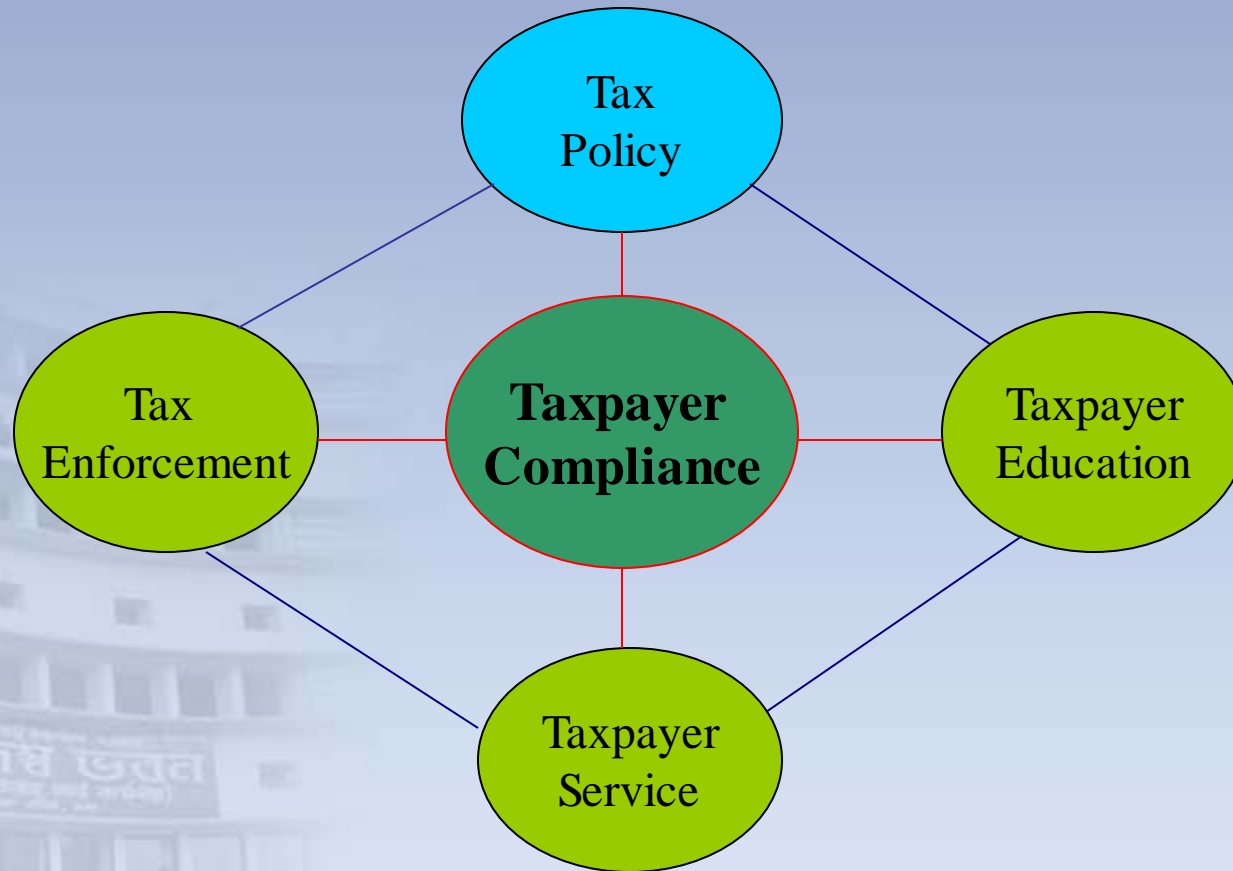 Tax
Policy
Tax
Enforcement
Taxpayer
Compliance
Taxpayer
Education
Taxpayer
Service